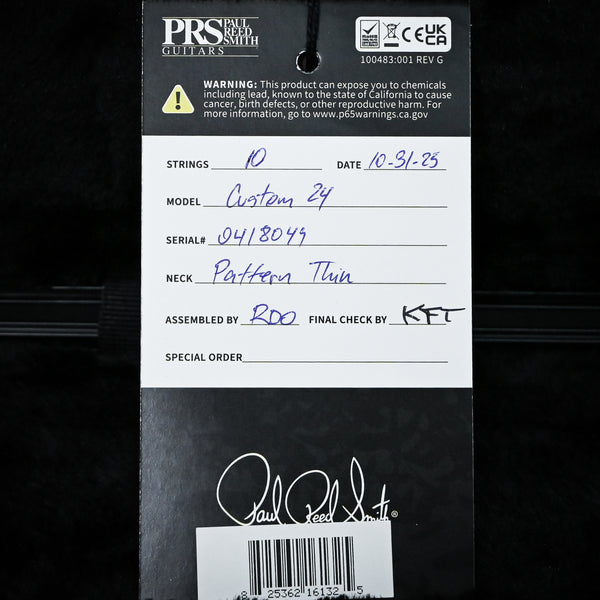 PRS PAUL REED SMITH
GUITARS
100483:001 REV G
WARNING: This product can expose you to chemicals
including lead, known to the state of California to cause
cancer, birth defects, or other reproductive harm. For
more information, go to www.p65warnings.ca.gov
STRINGS 10 DATE 10-31-25
MODEL Custom 24
SERIAL# 0418049
NECK Pattern Thin
ASSEMBLED BY RDO FINAL CHECK BY KFT
SPECIAL ORDER
Paul Reed Smith®
8 25362 16132 5